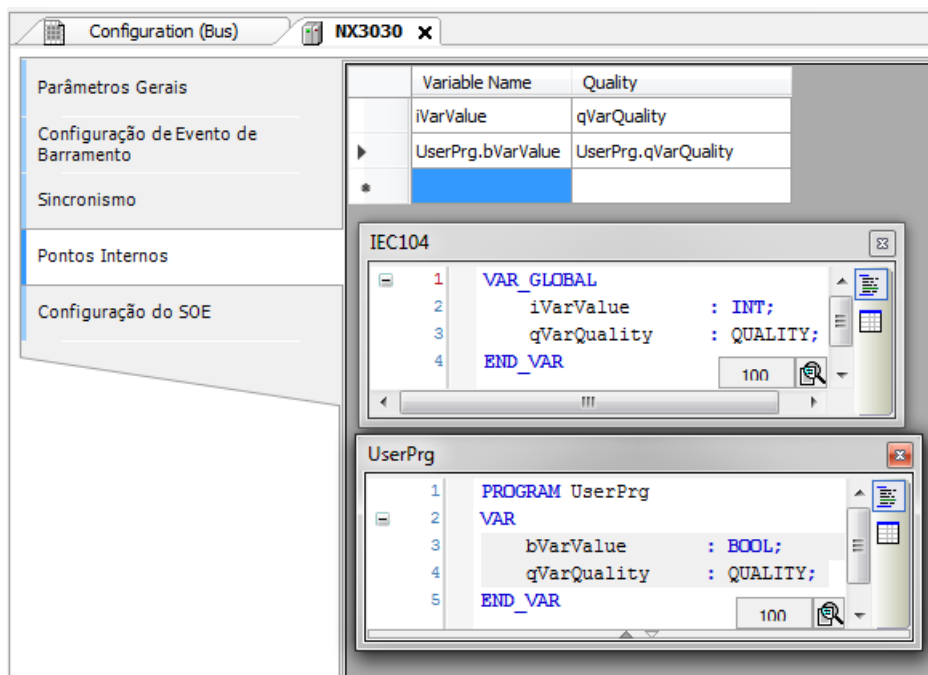 Configuration (Bus)
NX3030
Parâmetros Gerais
Configuração de Evento de
Barramento
Sincronismo
Pontos Internos
Configuração do SOE
Variable Name Quality
iVarValue qVarQuality
UserPrg.bVarValue UserPrg.qVarQuality
IEC104
1 VAR_GLOBAL
2 iVarValue : INT;
3 qVarQuality : QUALITY;
4 END_VAR
100
UserPrg
1 PROGRAM UserPrg
2 VAR
3 bVarValue : BOOL;
4 qVarQuality : QUALITY;
5 END_VAR
100